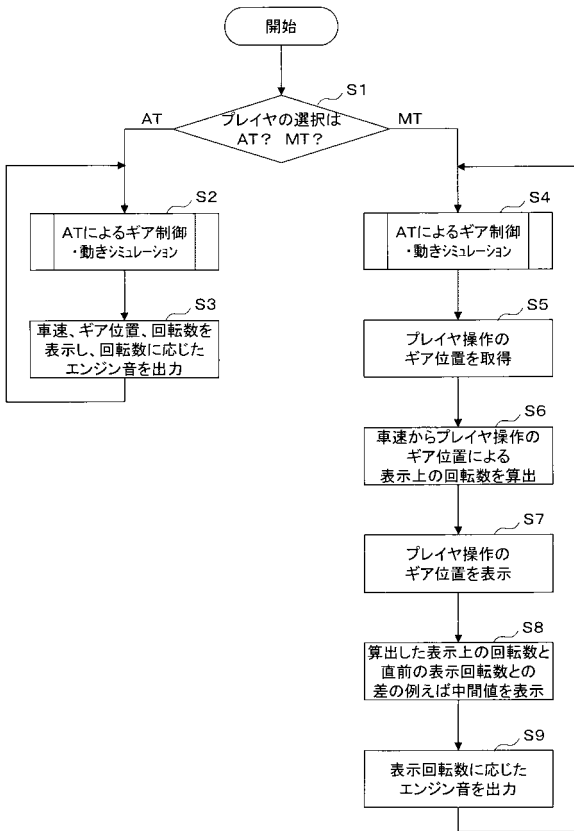 開始
S1
プレイヤの選択は
AT? MT?
AT
MT
S2
ATによるギア制御
・動きシミュレーション
S3
車速、ギア位置、回転数を
表示し、回転数に応じた
エンジン音を出力
S4
ATによるギア制御
・動きシミュレーション
S5
プレイヤ操作の
ギア位置を取得
S6
車速からプレイヤ操作の
ギア位置による
表示上の回転数を算出
S7
プレイヤ操作の
ギア位置を表示
S8
算出した表示上の回転数と
直前の表示回転数との
差の例えば中間値を表示
S9
表示回転数に応じた
エンジン音を出力